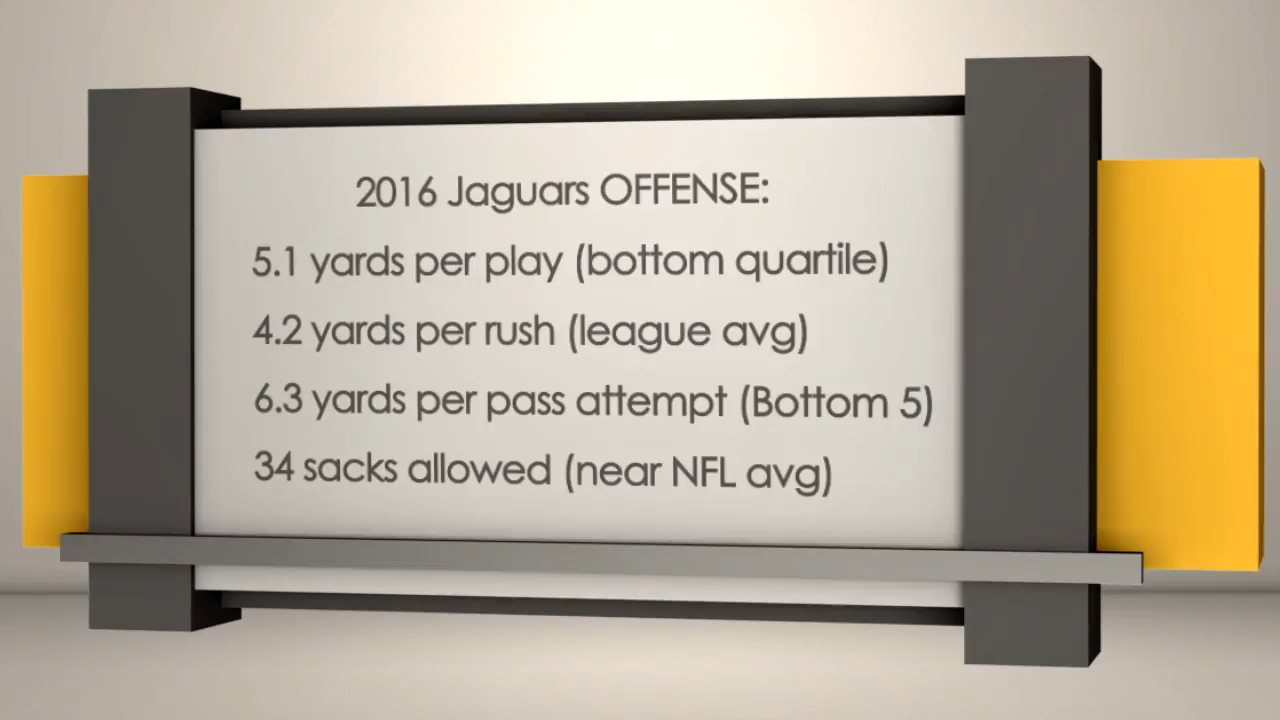 2016 Jaguars OFFENSE:
5.1 yards per play (bottom quartile)
4.2 yards per rush (league avg)
6.3 yards per pass attempt (Bottom 5)
34 sacks allowed (near NFL avg)